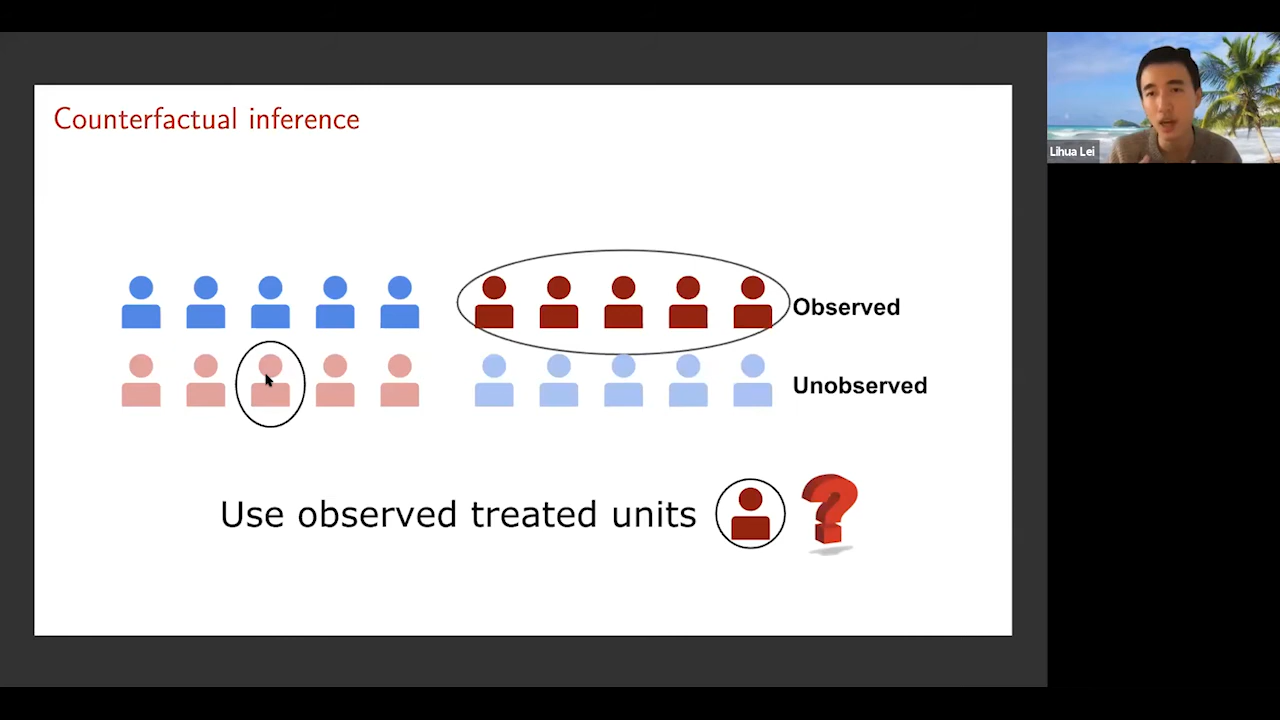 Counterfactual inference
Lihua Lei
Observed
Unobserved
Use observed treated units ?